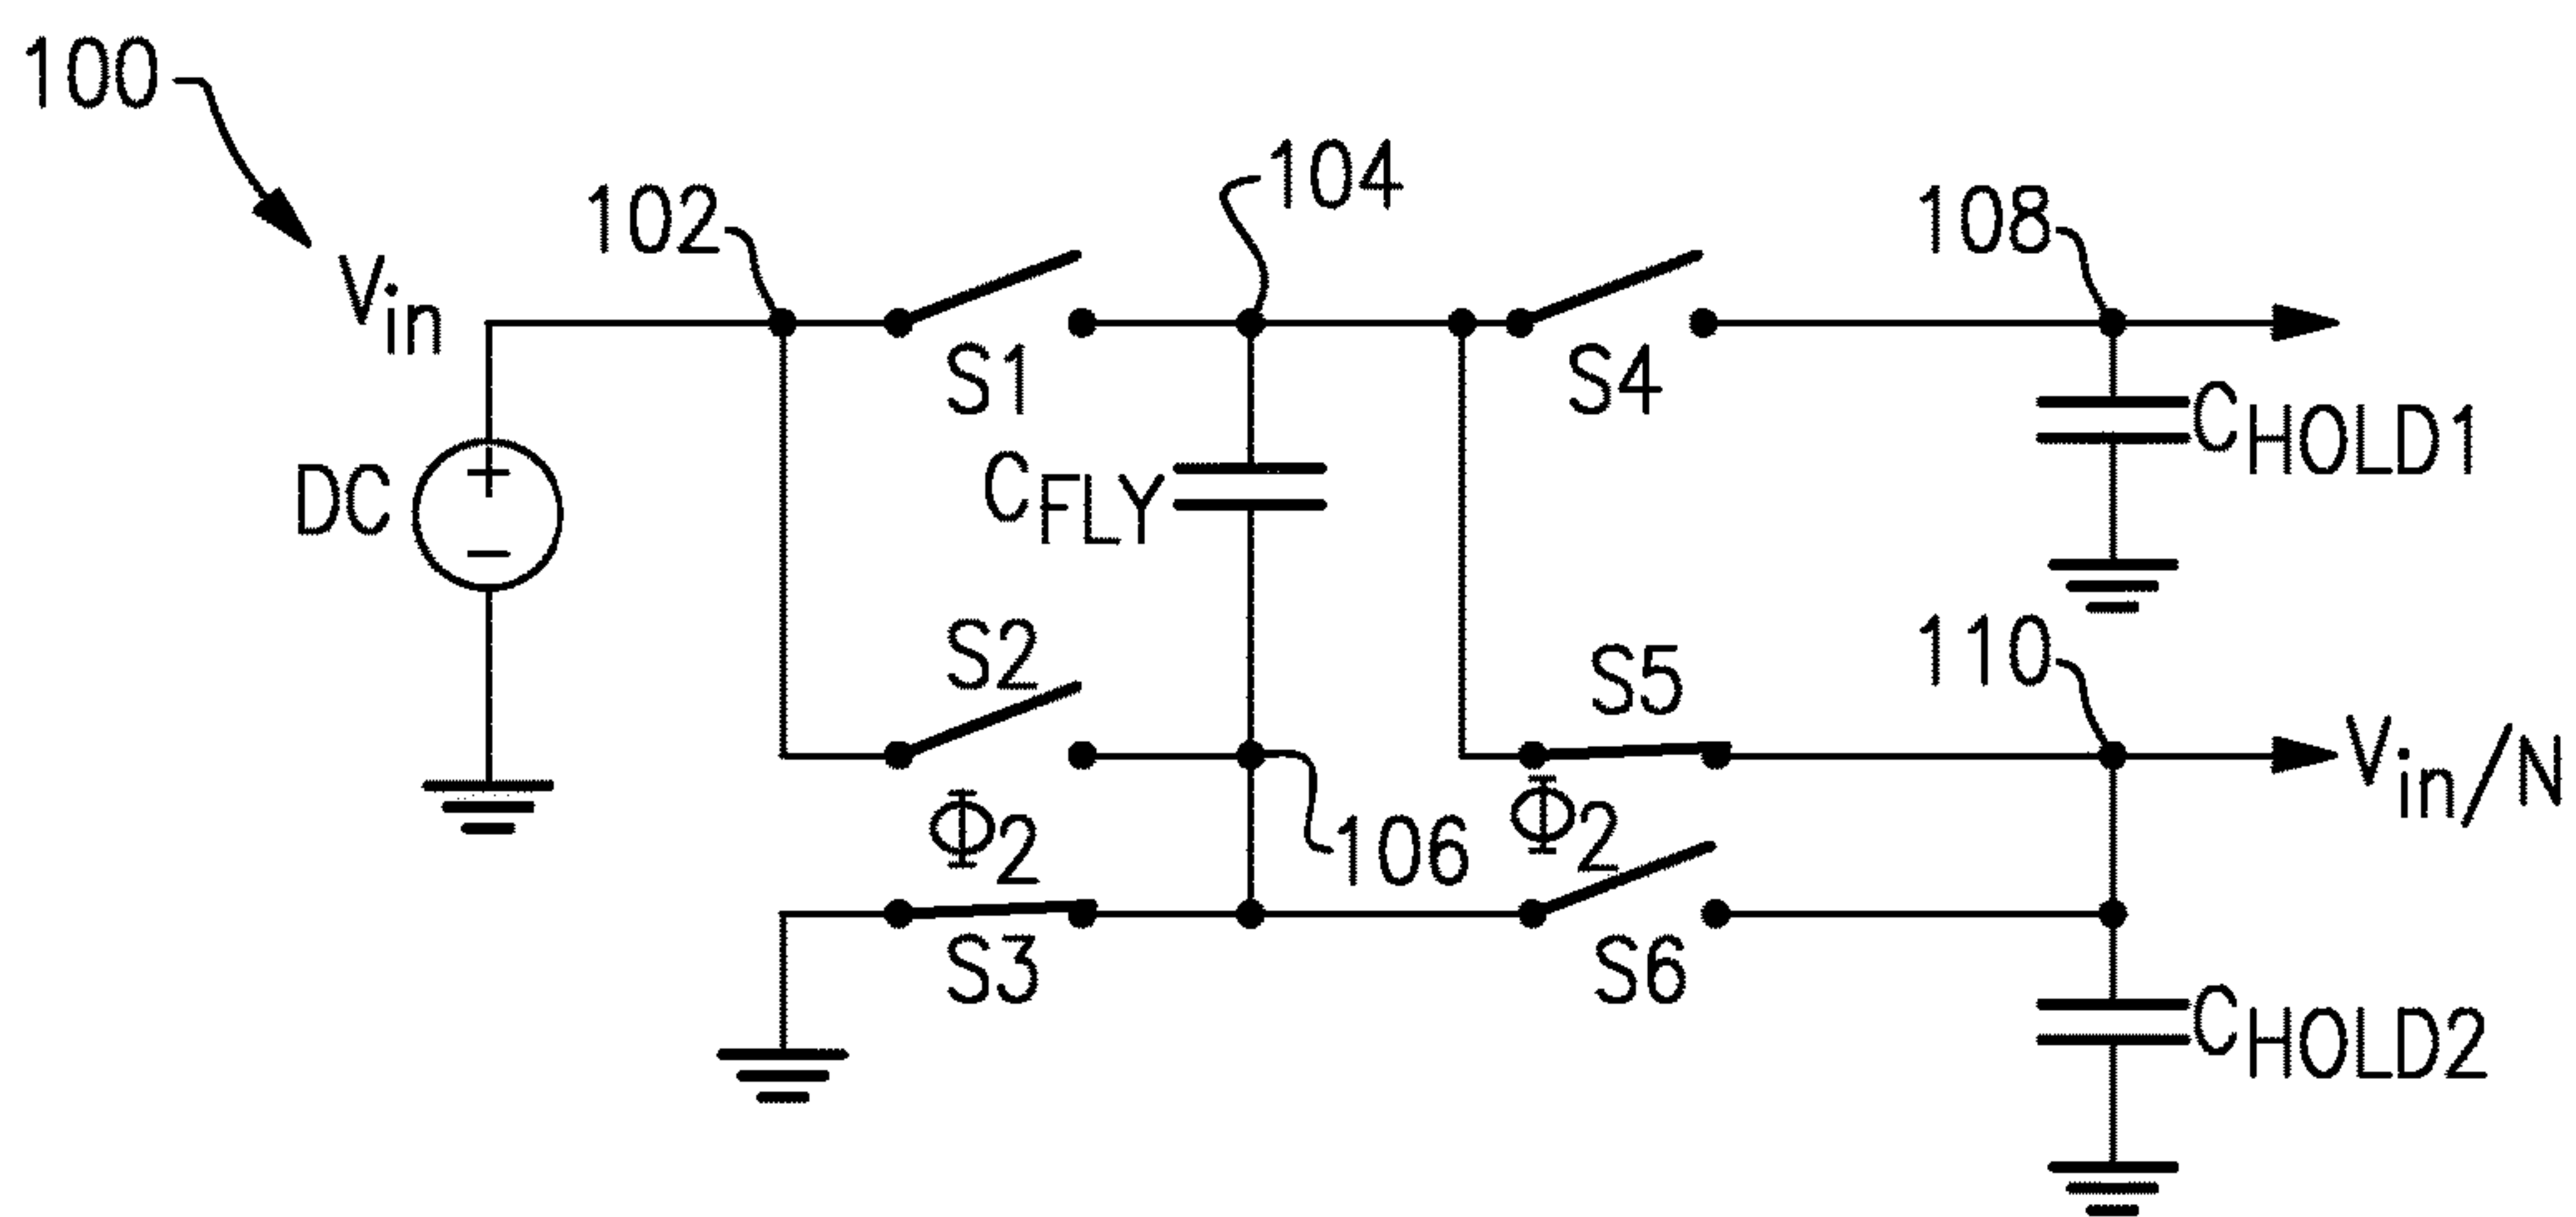 100
104
102
108
Vin
S1
S4
CHOLD1
DC
CFLY
S2
S5
110
Vin/N
Φ2
106
Φ2
S3
S6
CHOLD2